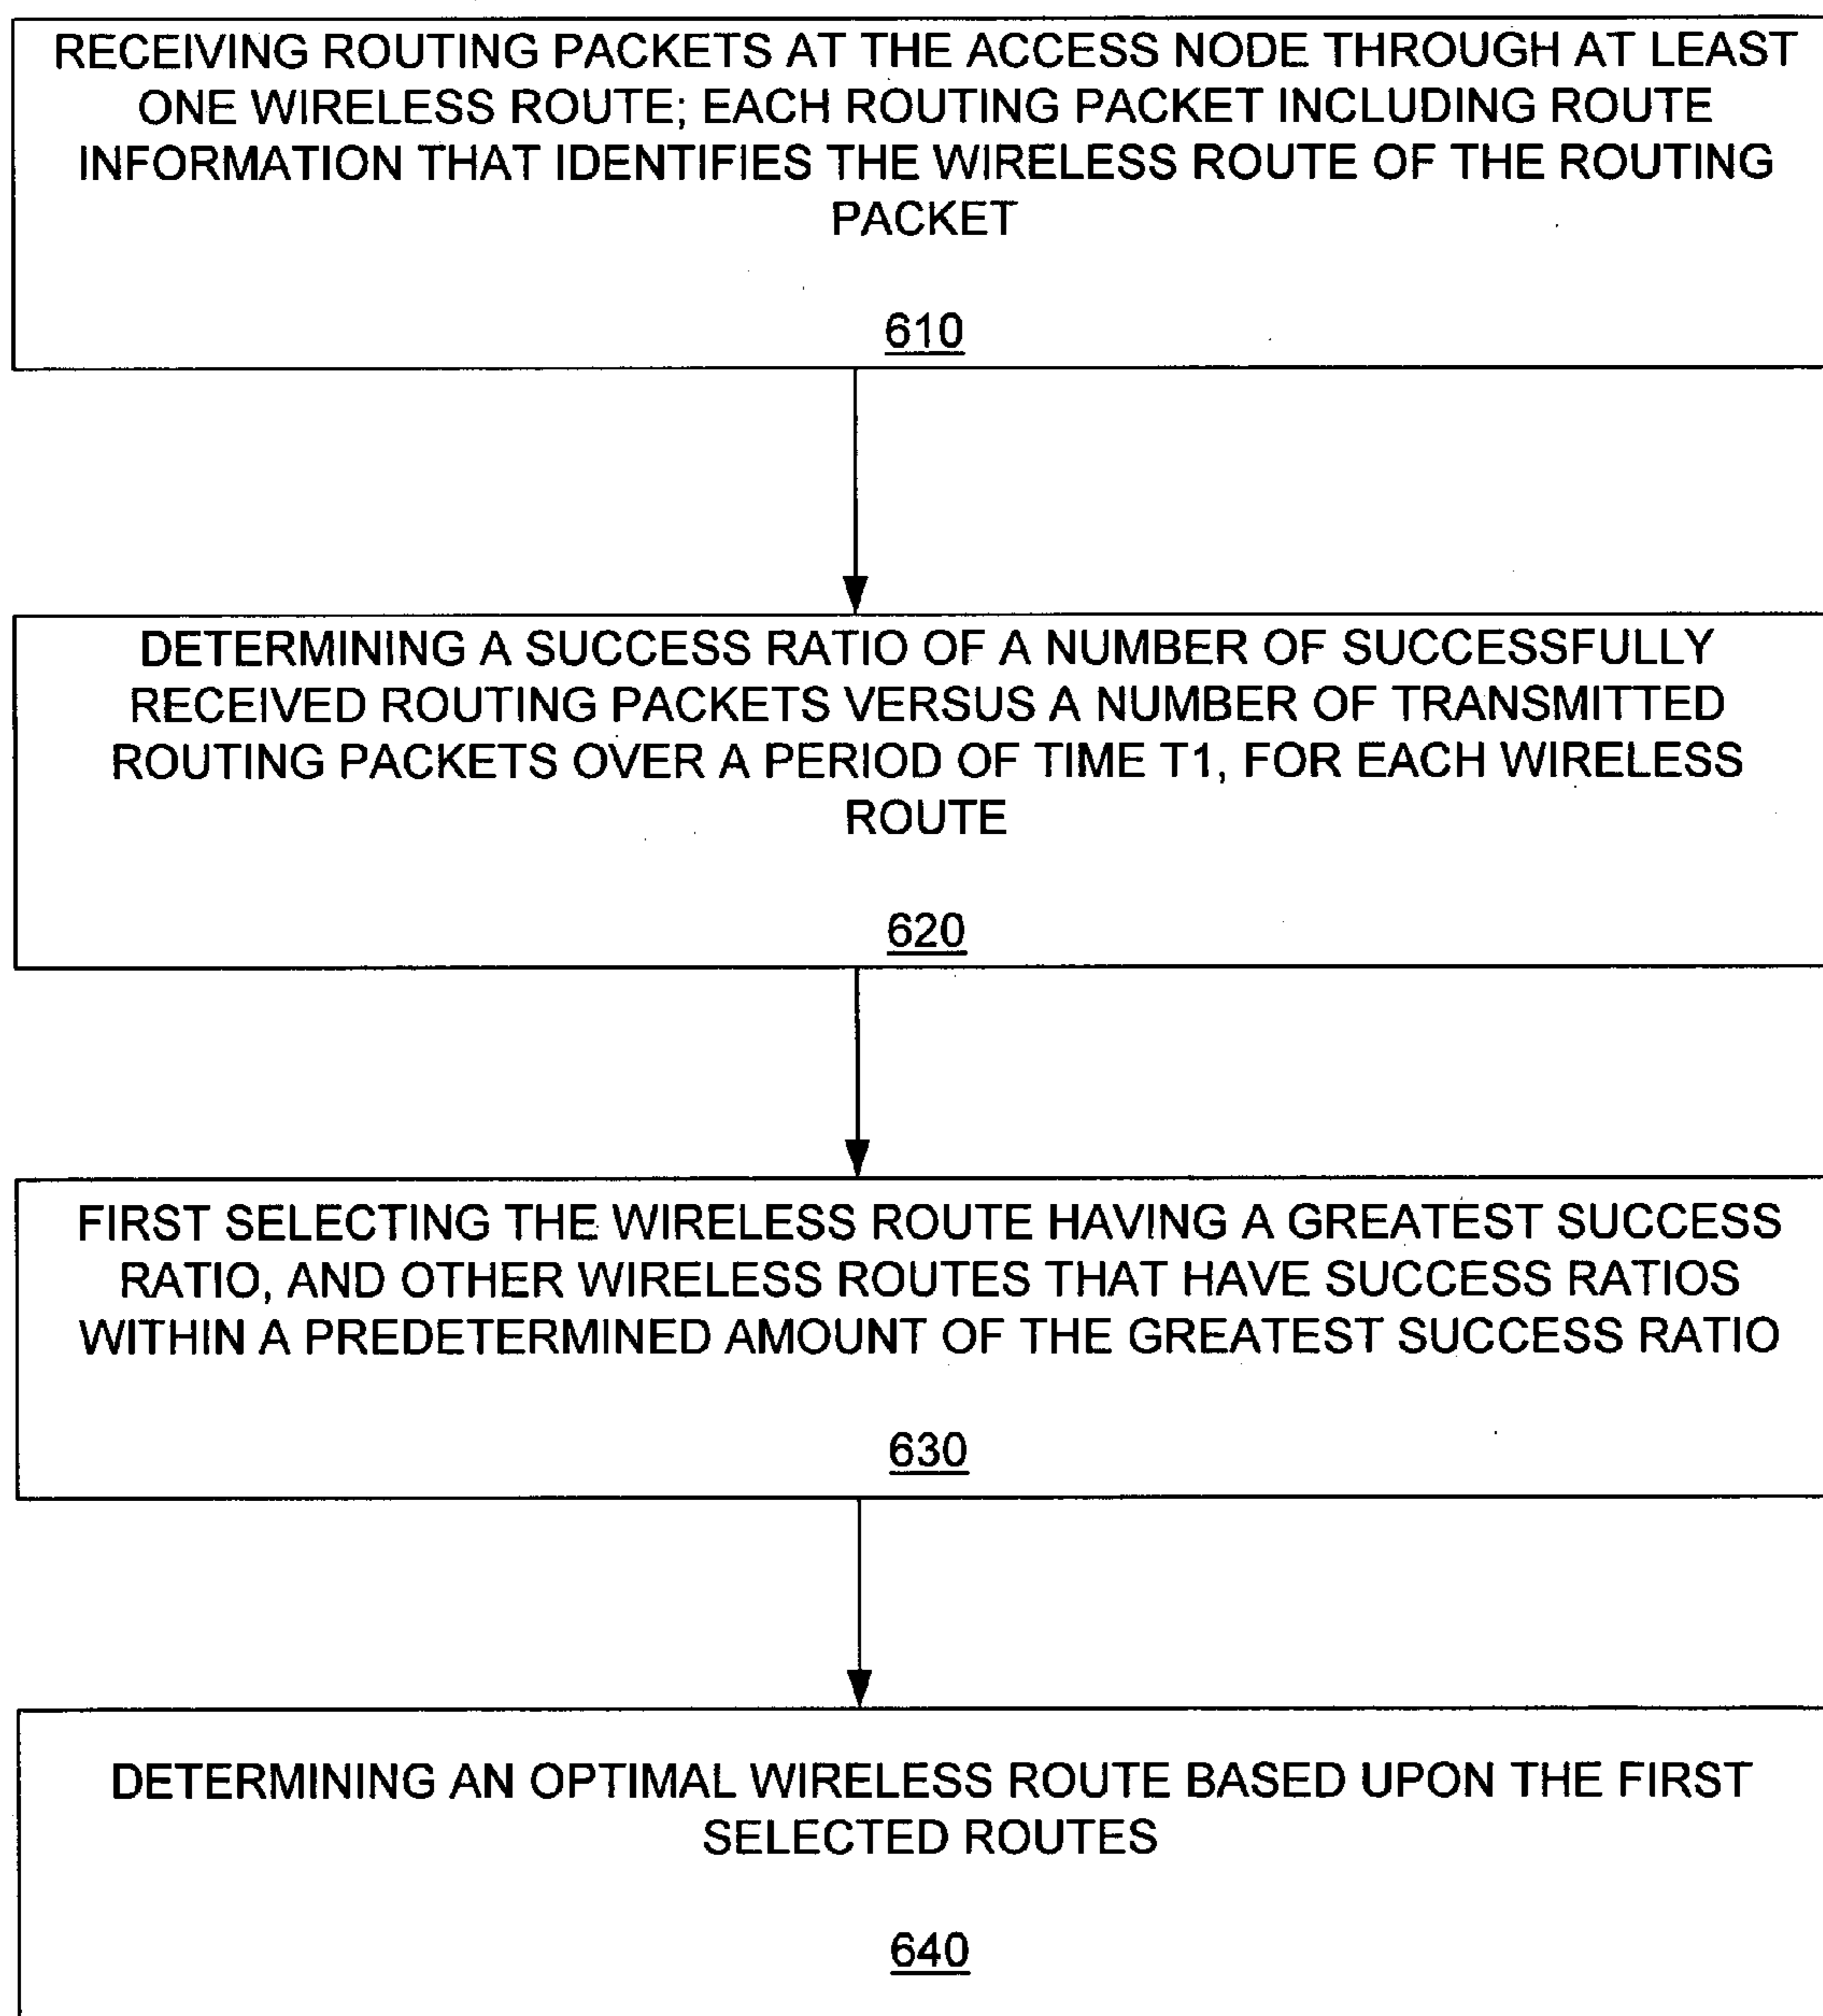 RECEIVING ROUTING PACKETS AT THE ACCESS NODE THROUGH AT LEAST
ONE WIRELESS ROUTE; EACH ROUTING PACKET INCLUDING ROUTE
INFORMATION THAT IDENTIFIES THE WIRELESS ROUTE OF THE ROUTING
PACKET
610
DETERMINING A SUCCESS RATIO OF A NUMBER OF SUCCESSFULLY
RECEIVED ROUTING PACKETS VERSUS A NUMBER OF TRANSMITTED
ROUTING PACKETS OVER A PERIOD OF TIME T1, FOR EACH WIRELESS
ROUTE
620
FIRST SELECTING THE WIRELESS ROUTE HAVING A GREATEST SUCCESS
RATIO, AND OTHER WIRELESS ROUTES THAT HAVE SUCCESS RATIOS
WITHIN A PREDETERMINED AMOUNT OF THE GREATEST SUCCESS RATIO
630
DETERMINING AN OPTIMAL WIRELESS ROUTE BASED UPON THE FIRST
SELECTED ROUTES
640